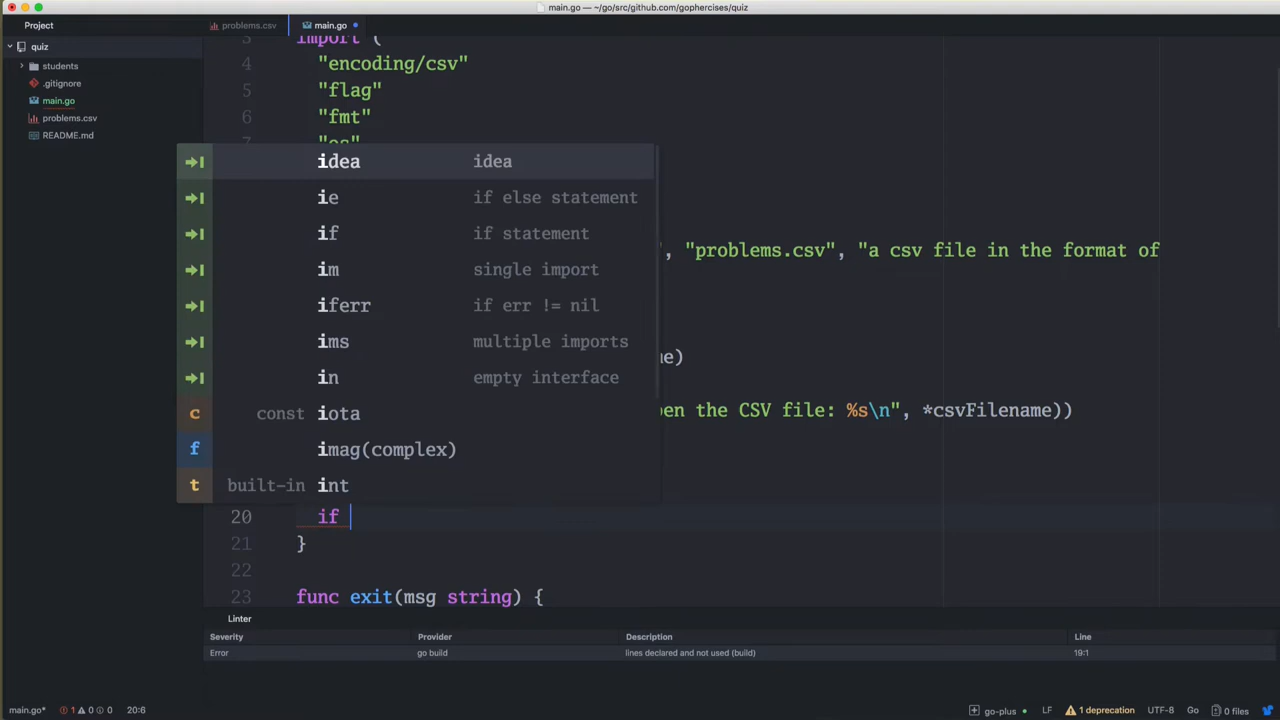 main.go — ~/go/src/github.com/gophercises/quiz
Project
problems.csv
main.go
quiz
students
.gitignore
main.go
problems.csv
README.md
3 import (
4 "encoding/csv"
5 "flag"
6 "fmt"
7 "os"
idea idea
ie if else statement
if if statement
im single import
iferr if err != nil
ims multiple imports
in empty interface
c const iota
f imag(complex)
t built-in int
", "problems.csv", "a csv file in the format of
me)
pen the CSV file: %s\n", *csvFilename))
20 if
21 }
22
23 func exit(msg string) {
Linter
Severity Provider Description Line
Error go build lines declared and not used (build) 19:1
main.go* 1 0 0 20:6
go-plus LF 1 deprecation UTF-8 Go 0 files